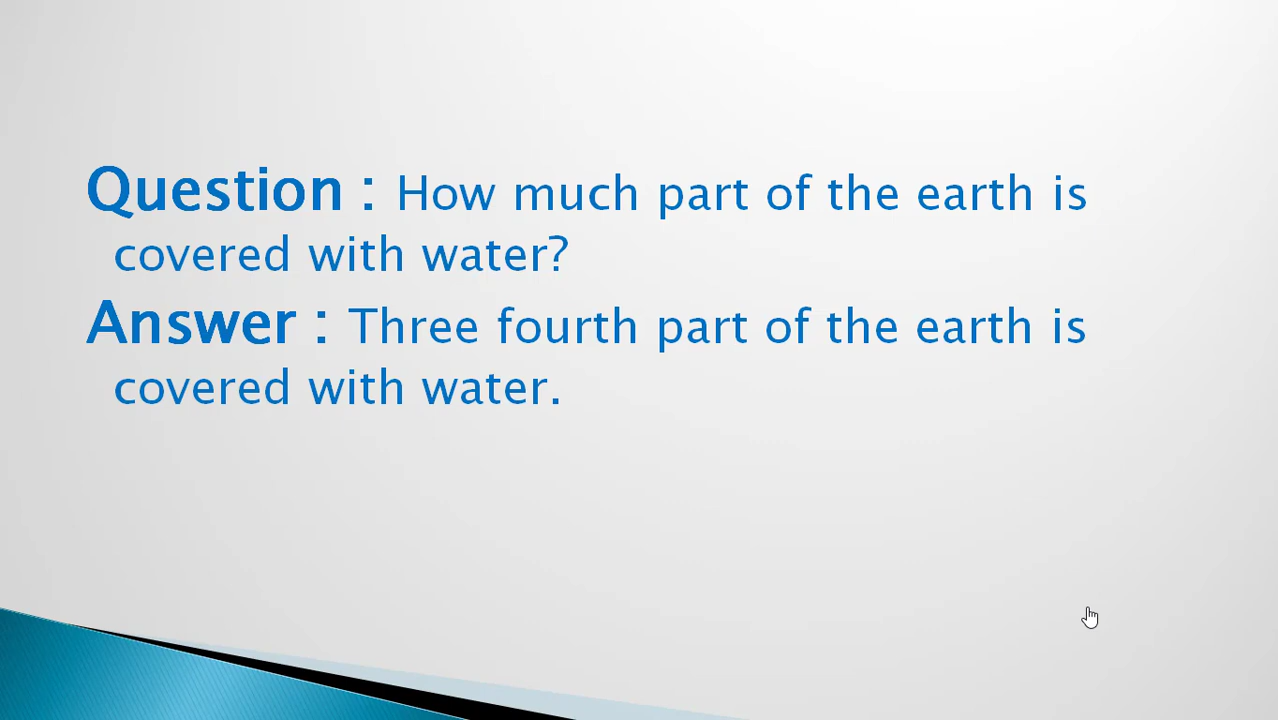 Question : How much part of the earth is
covered with water?
Answer : Three fourth part of the earth is
covered with water.